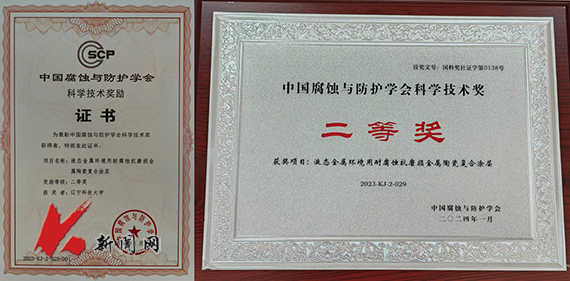 CSCP
中国腐蚀与防护学会
科学技术奖励
证书
为表彰中国腐蚀与防护学会科学技术奖
获得者，特颁发此证书。
项目名称：液态金属环境用耐腐蚀抗磨损金
属陶瓷复合涂层
奖励等级：二等奖
获奖者：辽宁科技大学
新闻网
2023-KJ-2-029-D01
设奖文号：国科奖社证字第0138号
中国腐蚀与防护学会科学技术奖
二等奖
获奖项目：液态金属环境用耐腐蚀抗磨损金属陶瓷复合涂层
2023-KJ-2-029
中国腐蚀与防护学会
二〇二四年一月